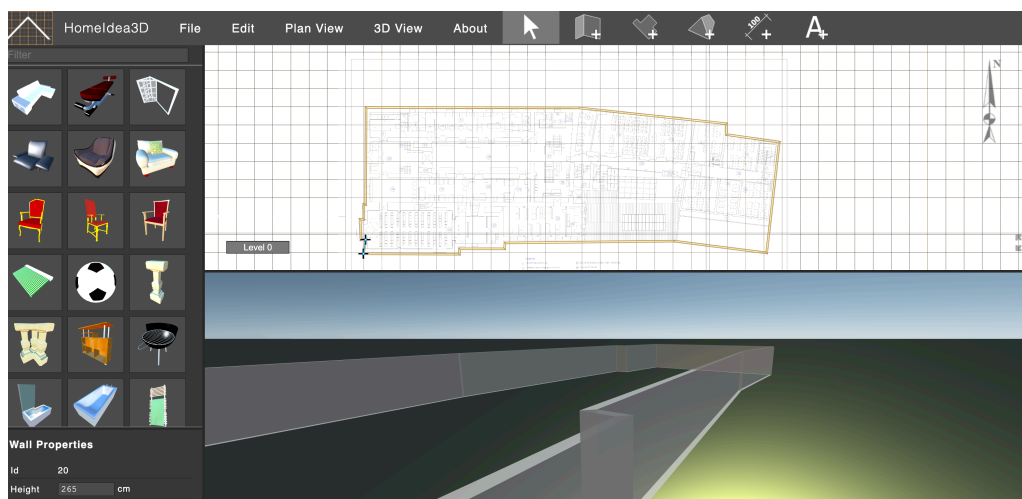 HomeIdea3D File Edit Plan View 3D View About 100 A
Filter
N
Level 0
Wall Properties
Id 20
Height 265 cm